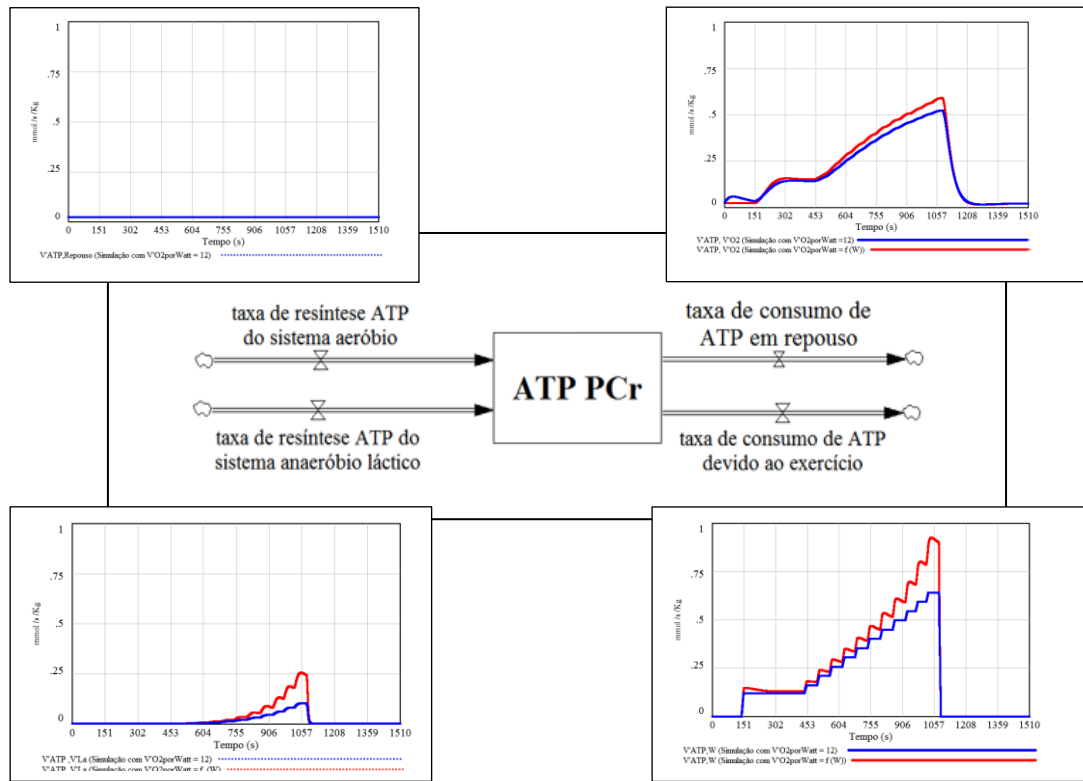 1
.75
.5
.25
0
mmol /s /Kg
0 151 302 453 604 755 906 1057 1208 1359 1510
Tempo (s)
V'ATP,Repouso (Simulação com V'O2porWatt = 12)
1
.75
.5
.25
0
mmol /s /Kg
0 151 302 453 604 755 906 1057 1208 1359 1510
Tempo (s)
V'ATP, V'O2 (Simulação com V'O2porWatt =12)
V'ATP, V'O2 (Simulação com V'O2porWatt = f (W))
taxa de resíntese ATP
do sistema aeróbio
taxa de consumo de
ATP em repouso
ATP PCr
taxa de resíntese ATP do
sistema anaeróbio láctico
taxa de consumo de ATP
devido ao exercício
1
.75
.5
.25
0
mmol /s /Kg
0 151 302 453 604 755 906 1057 1208 1359 1510
Tempo (s)
V'ATP ,V'La (Simulação com V'O2porWatt = 12)
V'ATP ,V'La (Simulação com V'O2porWatt = f (W)
1
.75
.5
.25
0
mmol /s /Kg
0 151 302 453 604 755 906 1057 1208 1359 1510
Tempo (s)
V'ATP,W (Simulação com V'O2porWatt = 12)
V'ATP,W (Simulação com V'O2porWatt = f (W))